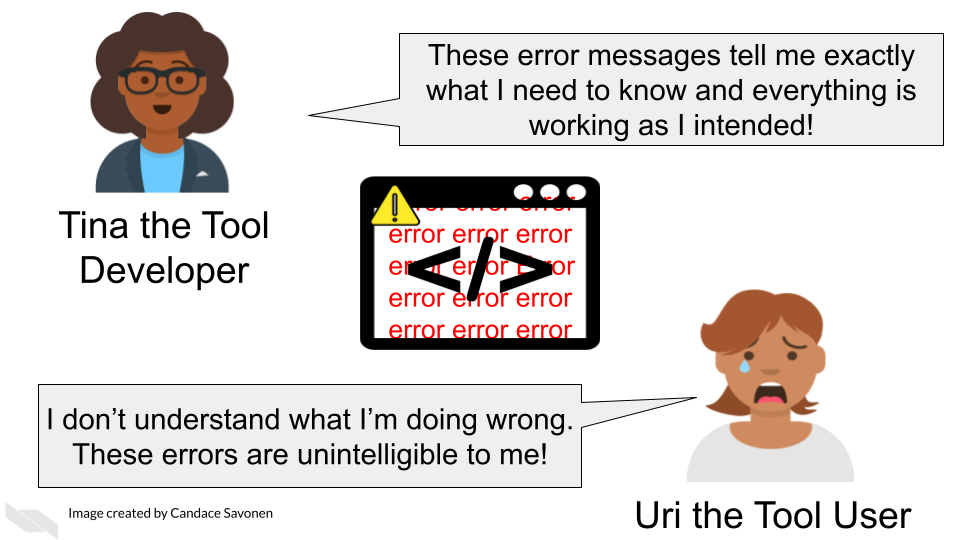 These error messages tell me exactly
what I need to know and everything is
working as I intended!
Tina the Tool
Developer
error error error
error error error
error error error
error error error
error error error
</>
I don’t understand what I’m doing wrong.
These errors are unintelligible to me!
Image created by Candace Savonen
Uri the Tool User